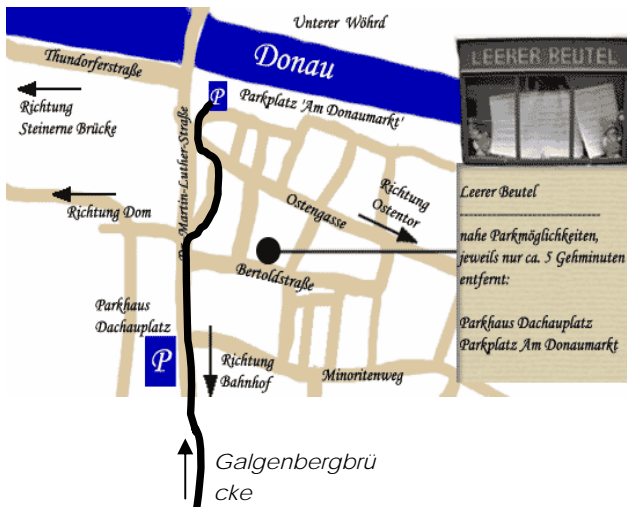 Unterer Wöhrd
Donau
LEERER BEUTEL
Thundorferstraße
P
Parkplatz 'Am Donaumarkt'
Richtung
Steinerne Brücke
Dr.-Martin-Luther-Straße
Richtung
Ostentor
Leerer Beutel
Ostengasse
Richtung Dom
nahe Parkmöglichkeiten,
jeweils nur ca. 5 Gehminuten
entfernt:
Bertoldstraße
Parkhaus
Dachauplatz
Parkhaus Dachauplatz
Parkplatz Am Donaumarkt
P
Richtung
Bahnhof
Minoritenweg
Galgenbergbrü
cke